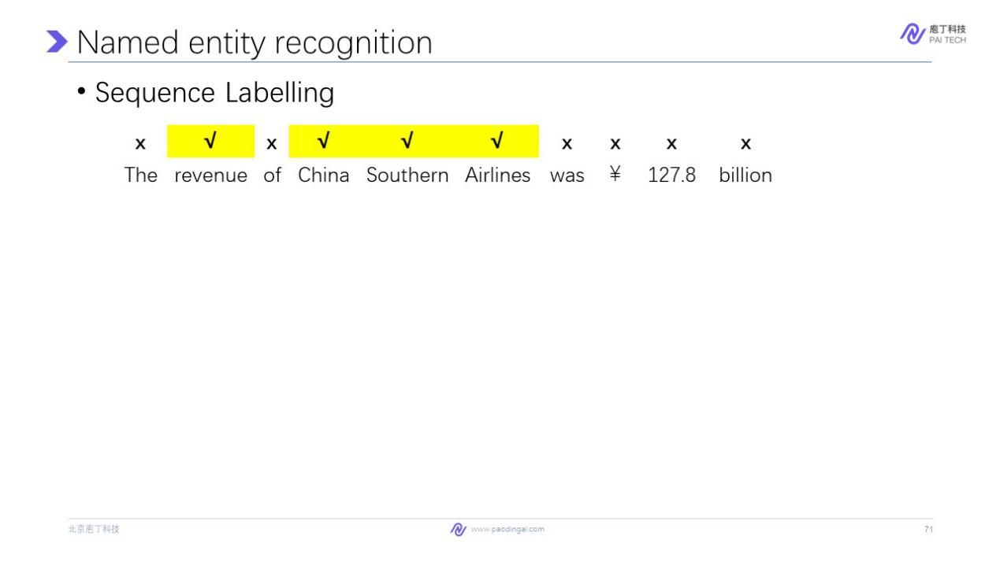 Named entity recognition
庖丁科技
PAI TECH
• Sequence Labelling
x √ x √ √ √ x x x x
The revenue of China Southern Airlines was ¥ 127.8 billion
北京庖丁科技
www.paodingai.com
71